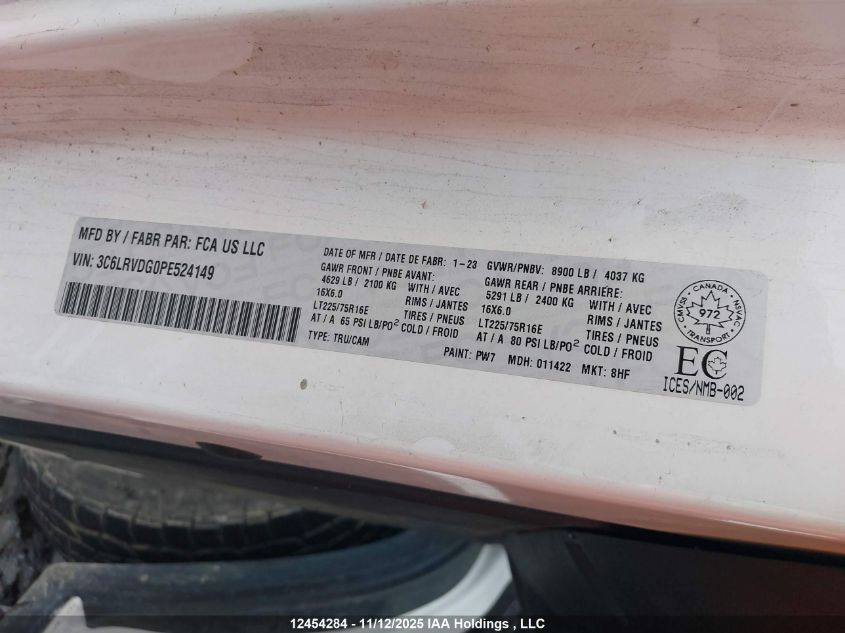 MFD BY / FABR PAR: FCA US LLC
VIN: 3C6LRVDG0PE524149
DATE OF MFR / DATE DE FABR: 1-23 GVWR/PNBV: 8900 LB / 4037 KG
GAWR FRONT / PNBE AVANT:
4629 LB / 2100 KG WITH / AVEC
16X6.0 RIMS / JANTES
LT225/75R16E TIRES / PNEUS
AT / A 65 PSI LB/PO2 COLD / FROID
TYPE: TRU/CAM
GAWR REAR / PNBE ARRIÈRE:
5291 LB / 2400 KG WITH / AVEC
16X6.0 RIMS / JANTES
LT225/75R16E TIRES / PNEUS
AT / A 80 PSI LB/PO2 COLD / FROID
PAINT: PW7 MDH: 011422 MKT: 8HF
CANADA
CMVSS NSVAC
972
TRANSPORT
EC
ICES/NMB-002
12454284 - 11/12/2025 IAA Holdings , LLC